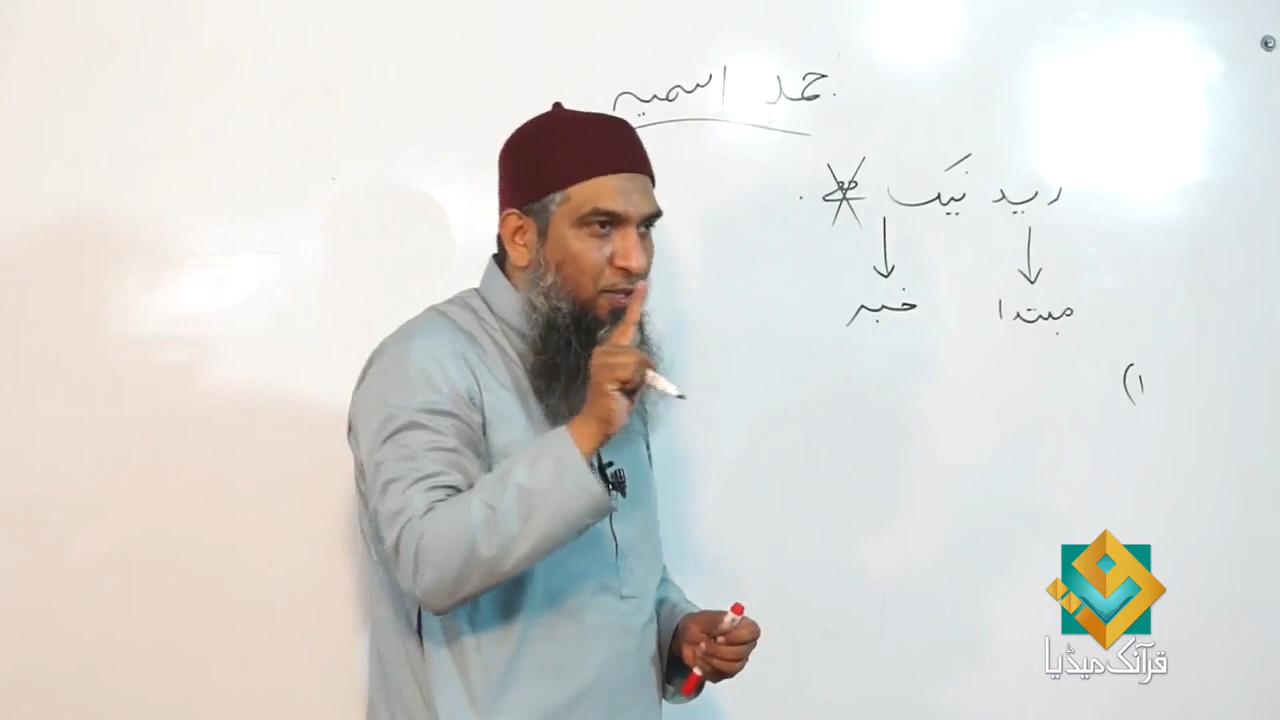 جملہ اسمیہ
زید نیک ہے۔
مبتدا خبر
۱)
قرآنک میڈیا